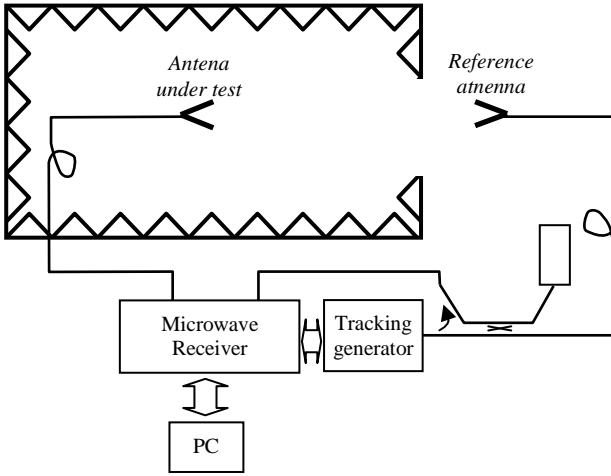 Antena
under test
Reference
atnenna
Microwave
Receiver
Tracking
generator
PC